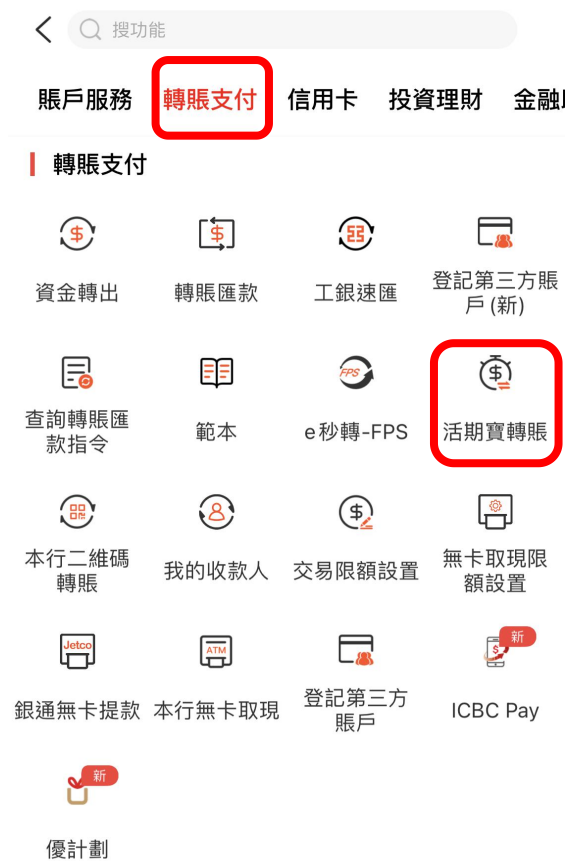 搜功能
賬戶服務 轉賬支付 信用卡 投資理財 金融
轉賬支付
資金轉出 轉賬匯款 工銀速匯 登記第三方賬
戶(新)
FPS
查詢轉賬匯
款指令
範本 e秒轉-FPS 活期寶轉賬
本行二維碼
轉賬
我的收款人 交易限額設置 無卡取現限
額設置
Jetco ATM 新
銀通無卡提款 本行無卡取現 登記第三方
賬戶
ICBC Pay
新
優計劃